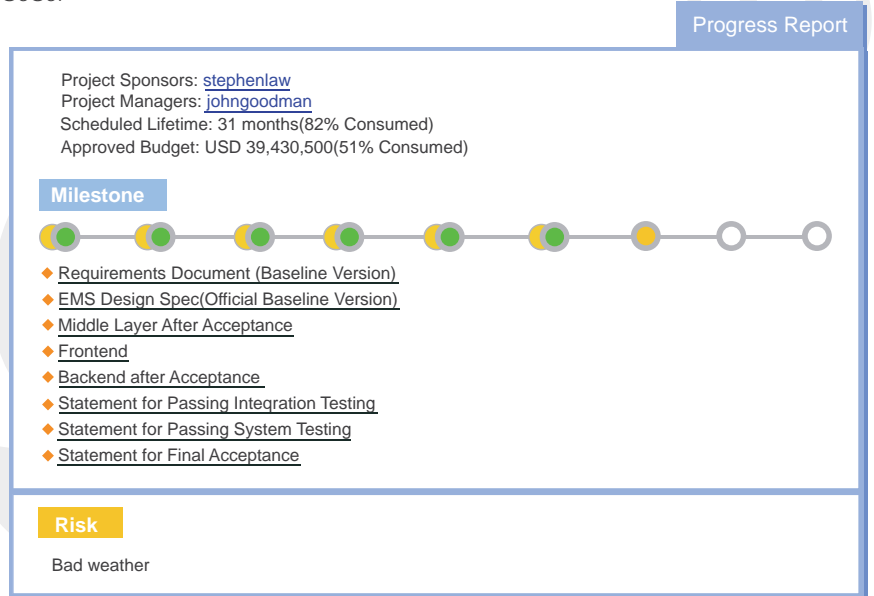 Progress Report
Project Sponsors: stephenlaw
Project Managers: johngoodman
Scheduled Lifetime: 31 months(82% Consumed)
Approved Budget: USD 39,430,500(51% Consumed)
Milestone
Requirements Document (Baseline Version)
EMS Design Spec(Official Baseline Version)
Middle Layer After Acceptance
Frontend
Backend after Acceptance
Statement for Passing Inteqration Testing
Statement for Passing System Testing
Statement for Final Acceptance
Risk
Bad weather